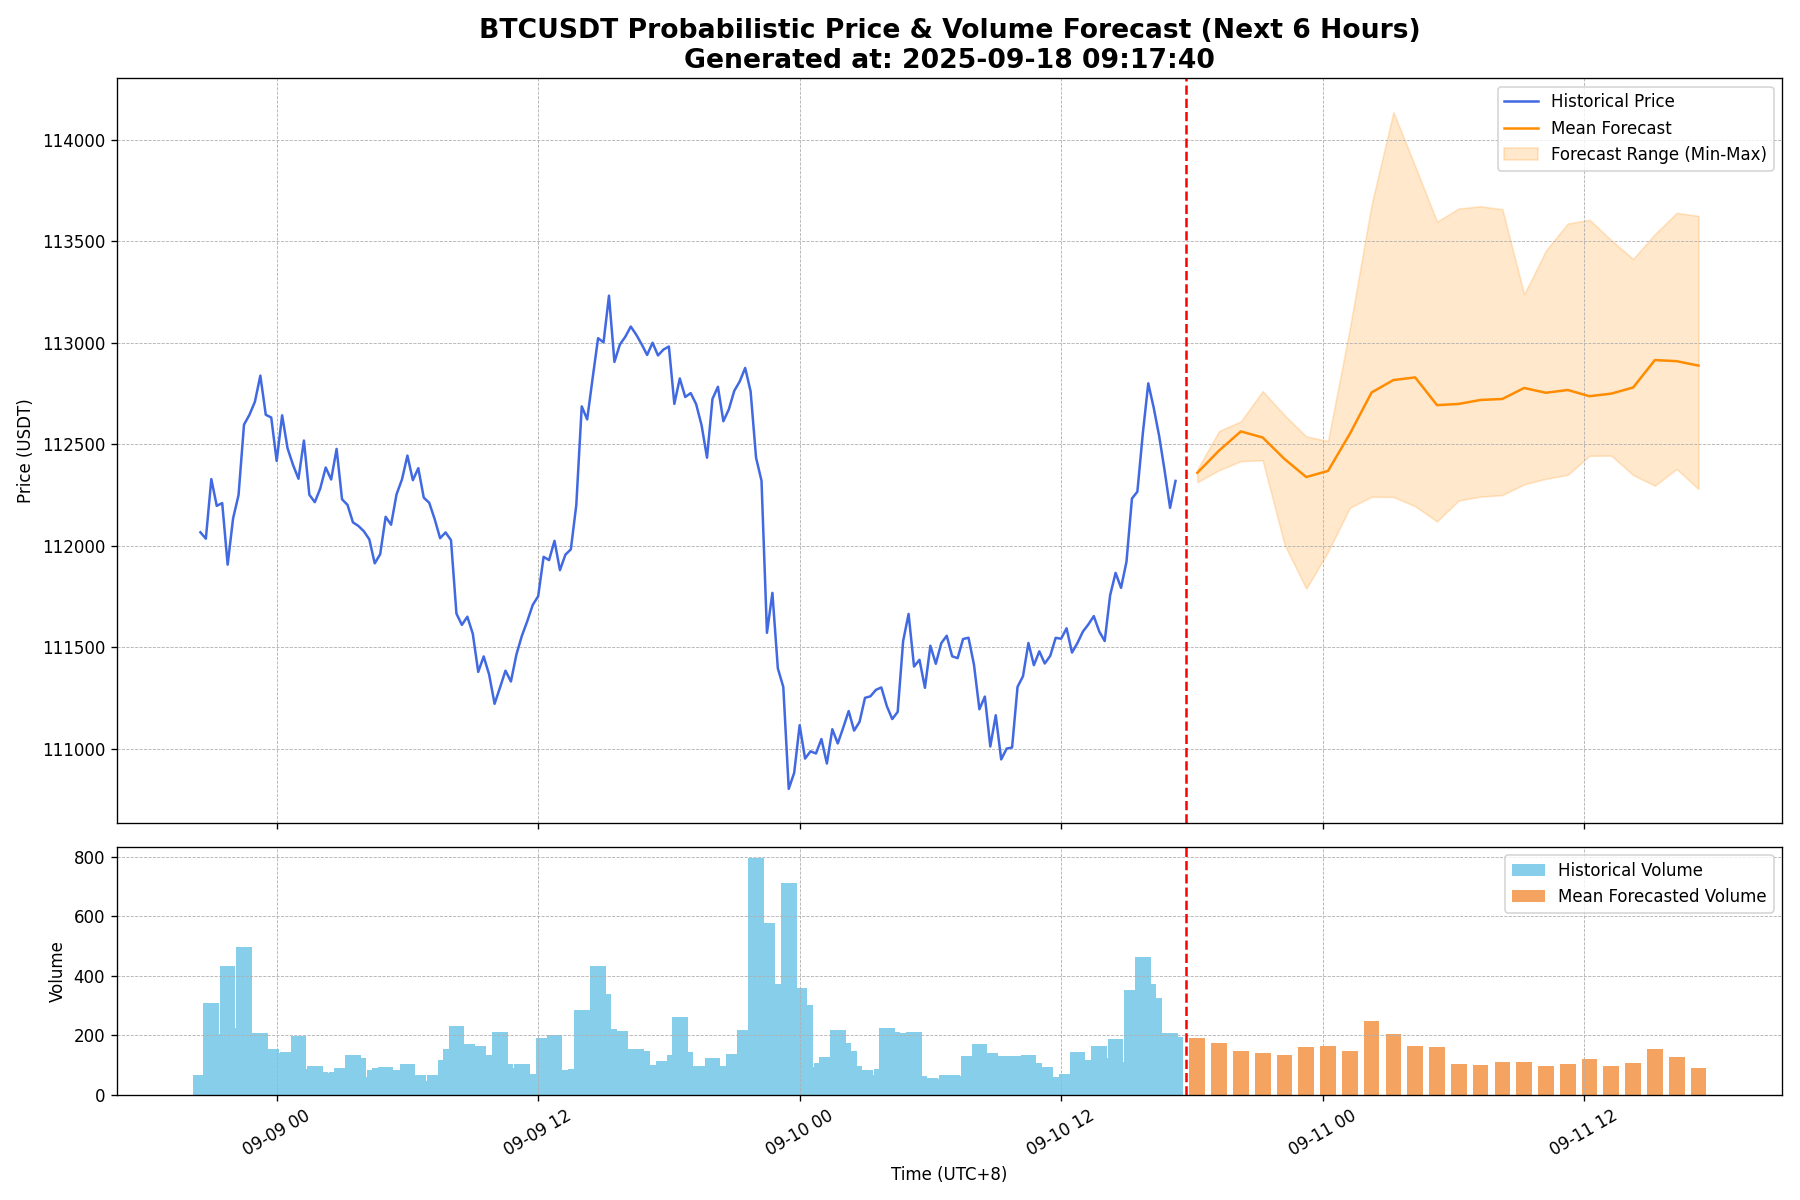 BTCUSDT Probabilistic Price & Volume Forecast (Next 6 Hours)
Generated at: 2025-09-18 09:17:40
Historical Price
Mean Forecast
Forecast Range (Min-Max)
Price (USDT)
114000
113500
113000
112500
112000
111500
111000
Historical Volume
Mean Forecasted Volume
Volume
800
600
400
200
0
09-09 00
09-09 12
09-10 00
09-10 12
09-11 00
09-11 12
Time (UTC+8)